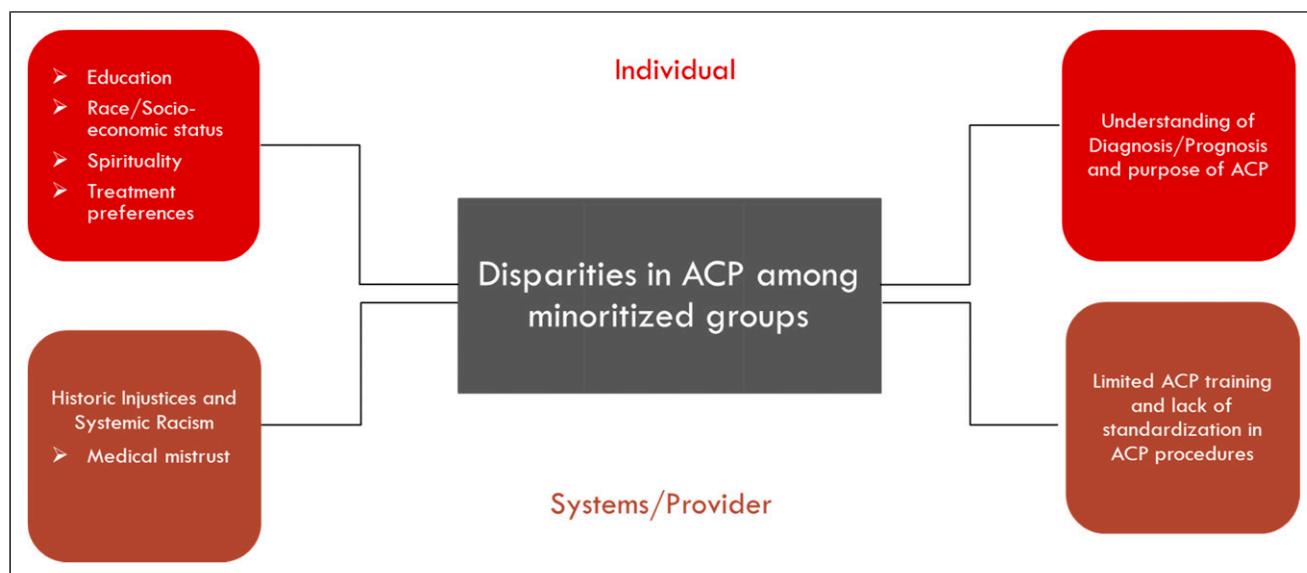 Individual
➢ Education
➢ Race/Socio-
economic status
➢ Spirituality
➢ Treatment
preferences
Understanding of
Diagnosis/Prognosis
and purpose of ACP
Disparities in ACP among
minoritized groups
Historic Injustices and
Systemic Racism
➢ Medical mistrust
Limited ACP training
and lack of
standardization in
ACP procedures
Systems/Provider